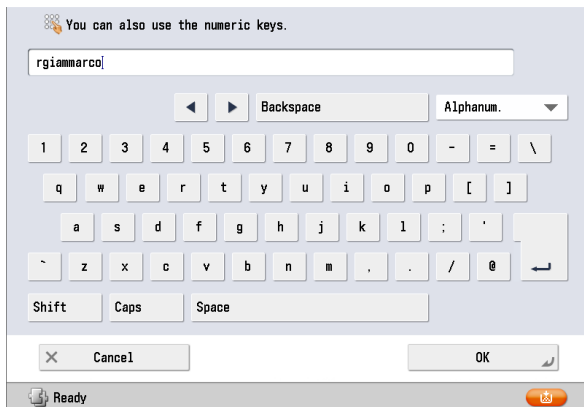 You can also use the numeric keys.
rgiammarco
Backspace Alphanum.
1 2 3 4 5 6 7 8 9 0 - = \
q w e r t y u i o p [ ]
a s d f g h j k l ; '
` z x c v b n m , . / @
Shift Caps Space
Cancel OK
Ready